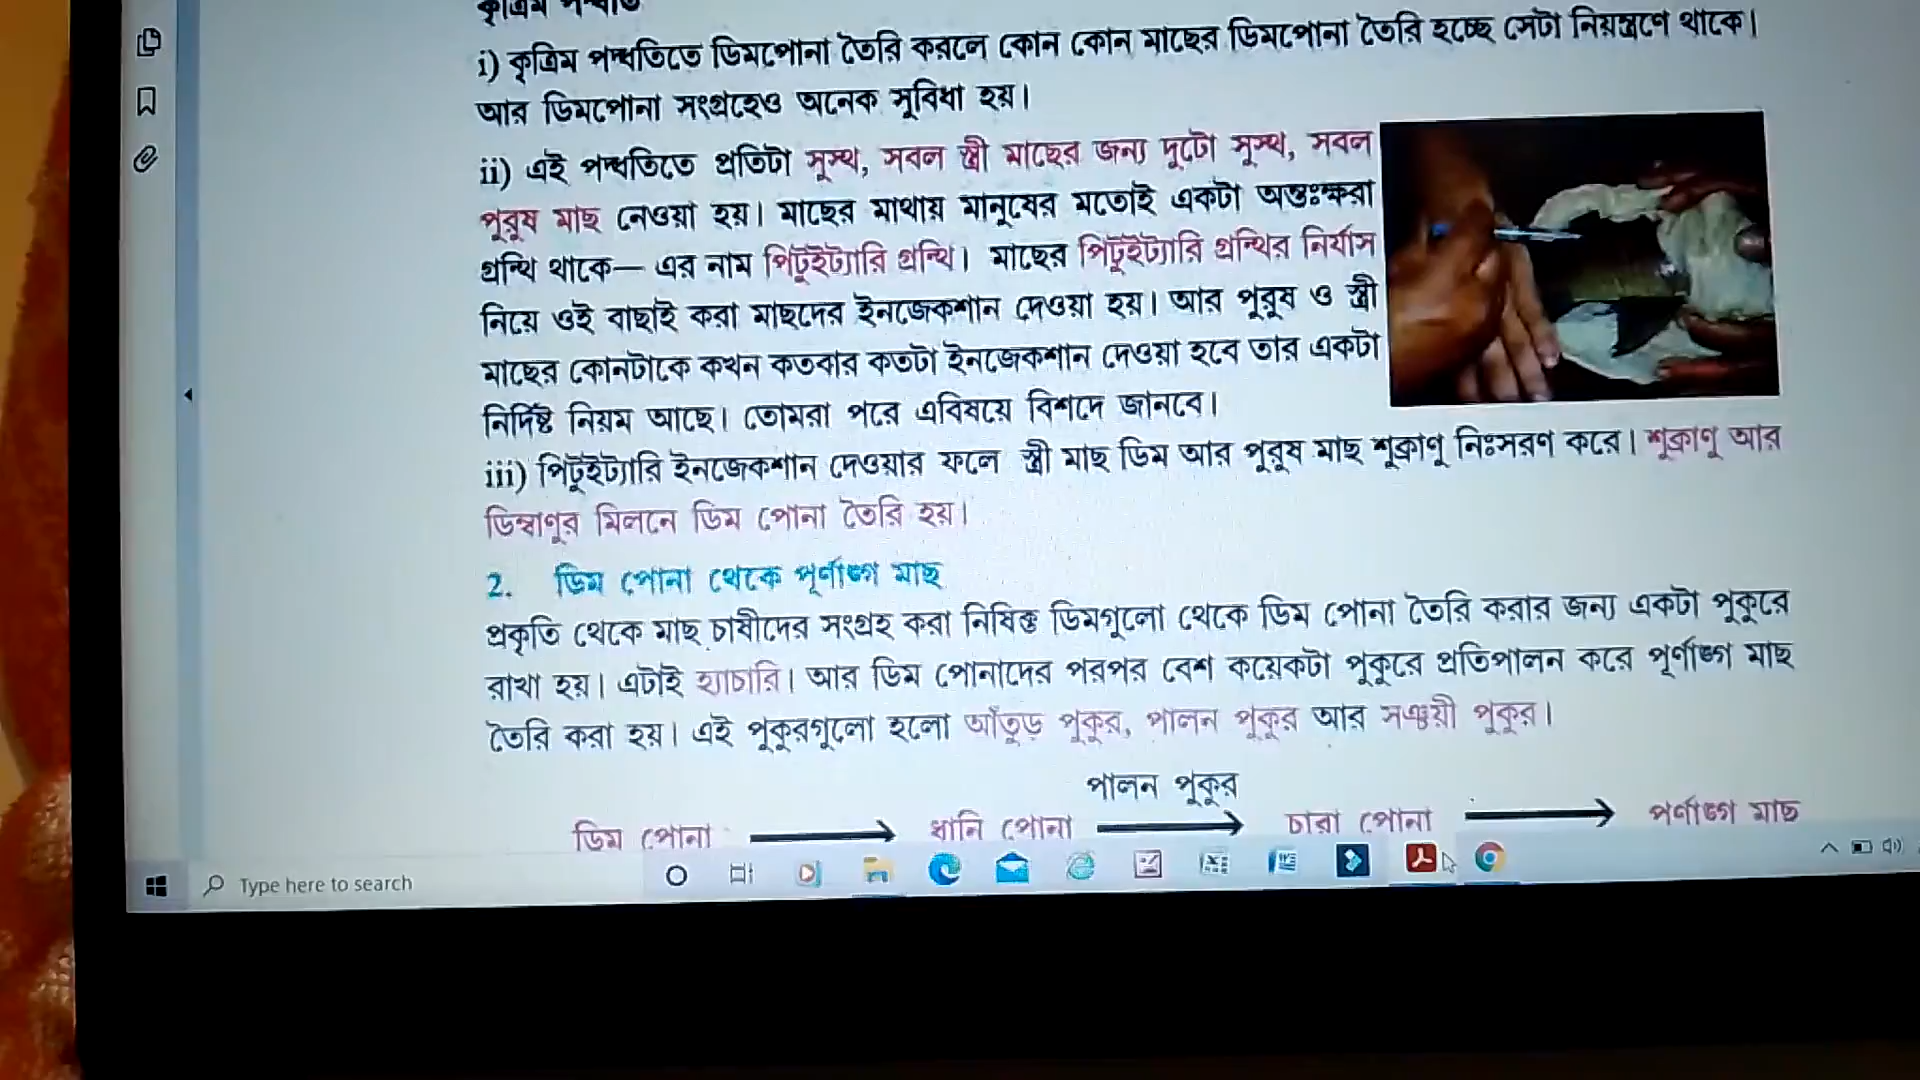 কৃত্রিম পদ্ধতি
i) কৃত্রিম পদ্ধতিতে ডিমপোনা তৈরি করলে কোন কোন মাছের ডিমপোনা তৈরি হচ্ছে সেটা নিয়ন্ত্রণে থাকে।
আর ডিমপোনা সংগ্রহেও অনেক সুবিধা হয়।
ii) এই পদ্ধতিতে প্রতিটা সুস্থ, সবল স্ত্রী মাছের জন্য দুটো সুস্থ, সবল
পুরুষ মাছ নেওয়া হয়। মাছের মাথায় মানুষের মতোই একটা অন্তঃক্ষরা
গ্রন্থি থাকে— এর নাম পিটুইট্যারি গ্রন্থি। মাছের পিটুইট্যারি গ্রন্থির নির্যাস
নিয়ে ওই বাছাই করা মাছদের ইনজেকশান দেওয়া হয়। আর পুরুষ ও স্ত্রী
মাছের কোনটাকে কখন কতবার কতটা ইনজেকশান দেওয়া হবে তার একটা
নির্দিষ্ট নিয়ম আছে। তোমরা পরে এবিষয়ে বিশদে জানবে।
iii) পিটুইট্যারি ইনজেকশান দেওয়ার ফলে স্ত্রী মাছ ডিম আর পুরুষ মাছ শুক্রাণু নিঃসরণ করে। শুক্রাণু আর
ডিম্বাণুর মিলনে ডিম পোনা তৈরি হয়।
2. ডিম পোনা থেকে পূর্ণাঙ্গ মাছ
প্রকৃতি থেকে মাছ চাষীদের সংগ্রহ করা নিষিক্ত ডিমগুলো থেকে ডিম পোনা তৈরি করার জন্য একটা পুকুরে
রাখা হয়। এটাই হ্যাচারি। আর ডিম পোনাদের পরপর বেশ কয়েকটা পুকুরে প্রতিপালন করে পূর্ণাঙ্গ মাছ
তৈরি করা হয়। এই পুকুরগুলো হলো আঁতুড় পুকুর, পালন পুকুর আর সঞ্চয়ী পুকুর।
পালন পুকুর
ডিম পোনা ধানি পোনা চারা পোনা পূর্ণাঙ্গ মাছ
Type here to search